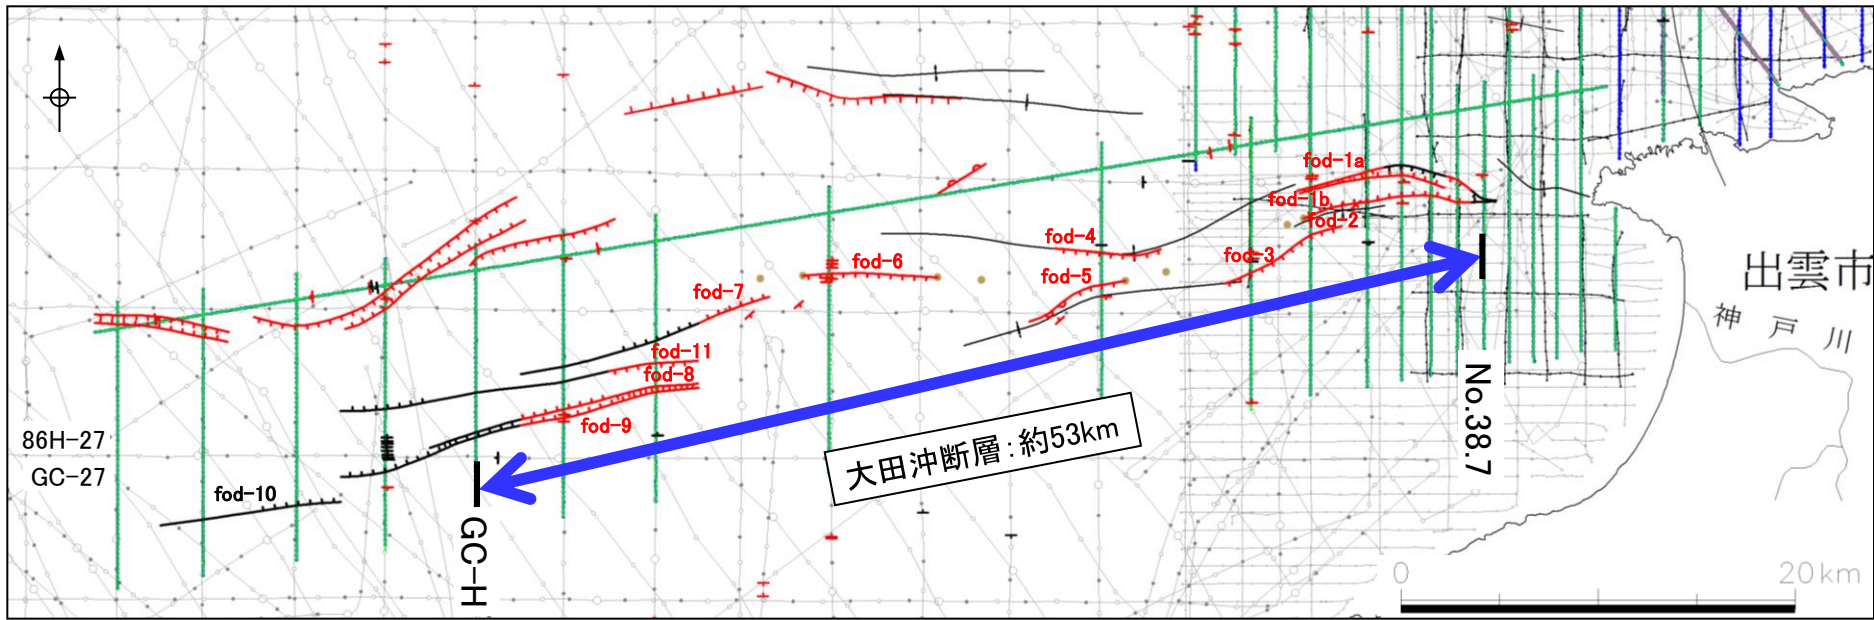 fod-1a
fod-1b
fod-2
fod-3
fod-4
fod-5
fod-6
fod-7
fod-11
fod-8
fod-9
fod-10
86H-27
GC-27
出雲市
神戸川
No.38.7
GC-H
大田沖断層:約53km
0 20km